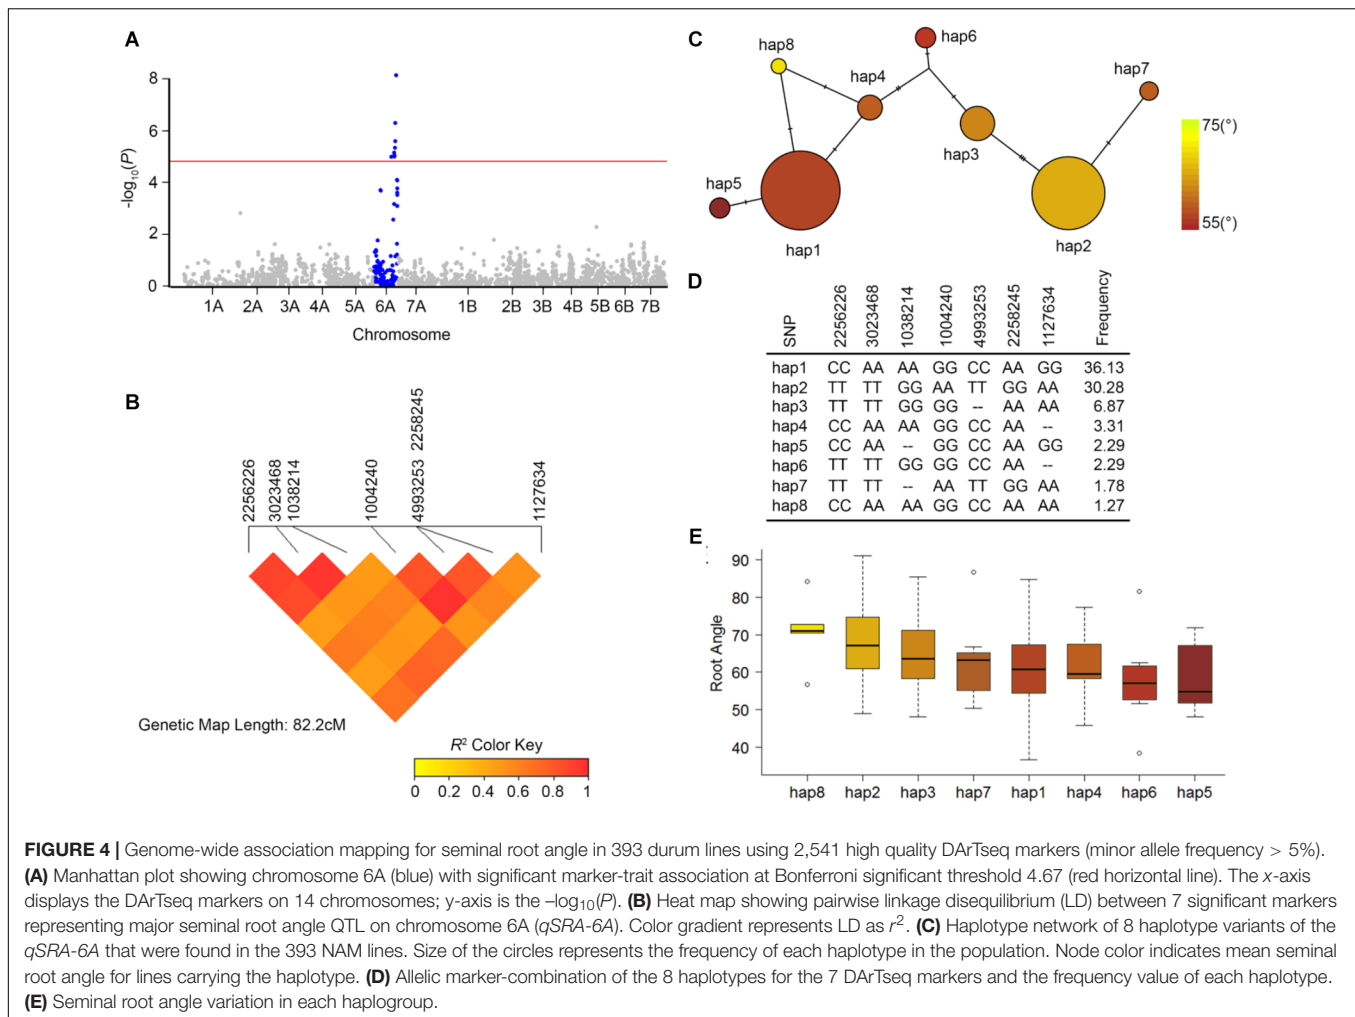 A
8
6
4
2
0
-log10(P)
1A 2A 3A 4A 5A 6A 7A 1B 2B 3B 4B 5B 6B 7B
Chromosome
B
2256226
3023468
1038214
1004240
4993253
2258245
1127634
Genetic Map Length: 82.2cM
R² Color Key
0 0.2 0.4 0.6 0.8 1
C
hap8
hap6
hap4
hap7
hap3
hap5
hap1
hap2
75(°)
55(°)
D
SNP 2256226 3023468 1038214 1004240 4993253 2258245 1127634 Frequency
hap1 CC AA AA GG CC AA GG 36.13
hap2 TT TT GG AA TT GG AA 30.28
hap3 TT TT GG GG -- AA AA 6.87
hap4 CC AA AA GG CC AA -- 3.31
hap5 CC AA -- GG CC AA GG 2.29
hap6 TT TT GG GG CC AA -- 2.29
hap7 TT TT -- AA TT GG AA 1.78
hap8 CC AA AA GG CC AA AA 1.27
E
90
80
70
60
50
40
Root Angle
hap8 hap2 hap3 hap7 hap1 hap4 hap6 hap5
FIGURE 4 | Genome-wide association mapping for seminal root angle in 393 durum lines using 2,541 high quality DArTseq markers (minor allele frequency > 5%).
(A) Manhattan plot showing chromosome 6A (blue) with significant marker-trait association at Bonferroni significant threshold 4.67 (red horizontal line). The x-axis
displays the DArTseq markers on 14 chromosomes; y-axis is the –log10(P). (B) Heat map showing pairwise linkage disequilibrium (LD) between 7 significant markers
representing major seminal root angle QTL on chromosome 6A (qSRA-6A). Color gradient represents LD as r². (C) Haplotype network of 8 haplotype variants of the
qSRA-6A that were found in the 393 NAM lines. Size of the circles represents the frequency of each haplotype in the population. Node color indicates mean seminal
root angle for lines carrying the haplotype. (D) Allelic marker-combination of the 8 haplotypes for the 7 DArTseq markers and the frequency value of each haplotype.
(E) Seminal root angle variation in each haplogroup.